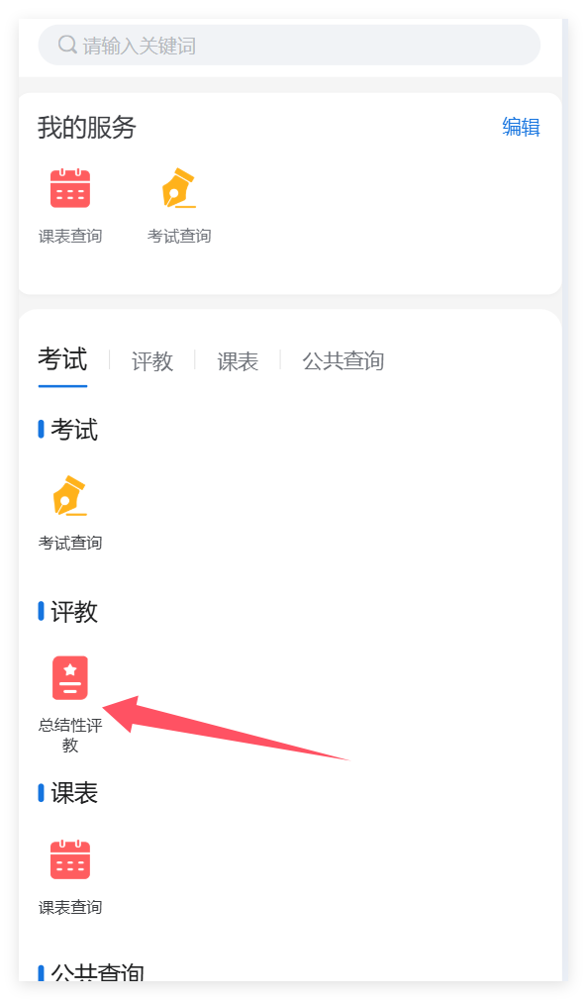 请输入关键词
我的服务
编辑
课表查询
考试查询
考试
评教
课表
公共查询
考试
考试查询
评教
总结性评
教
课表
课表查询
公共查询